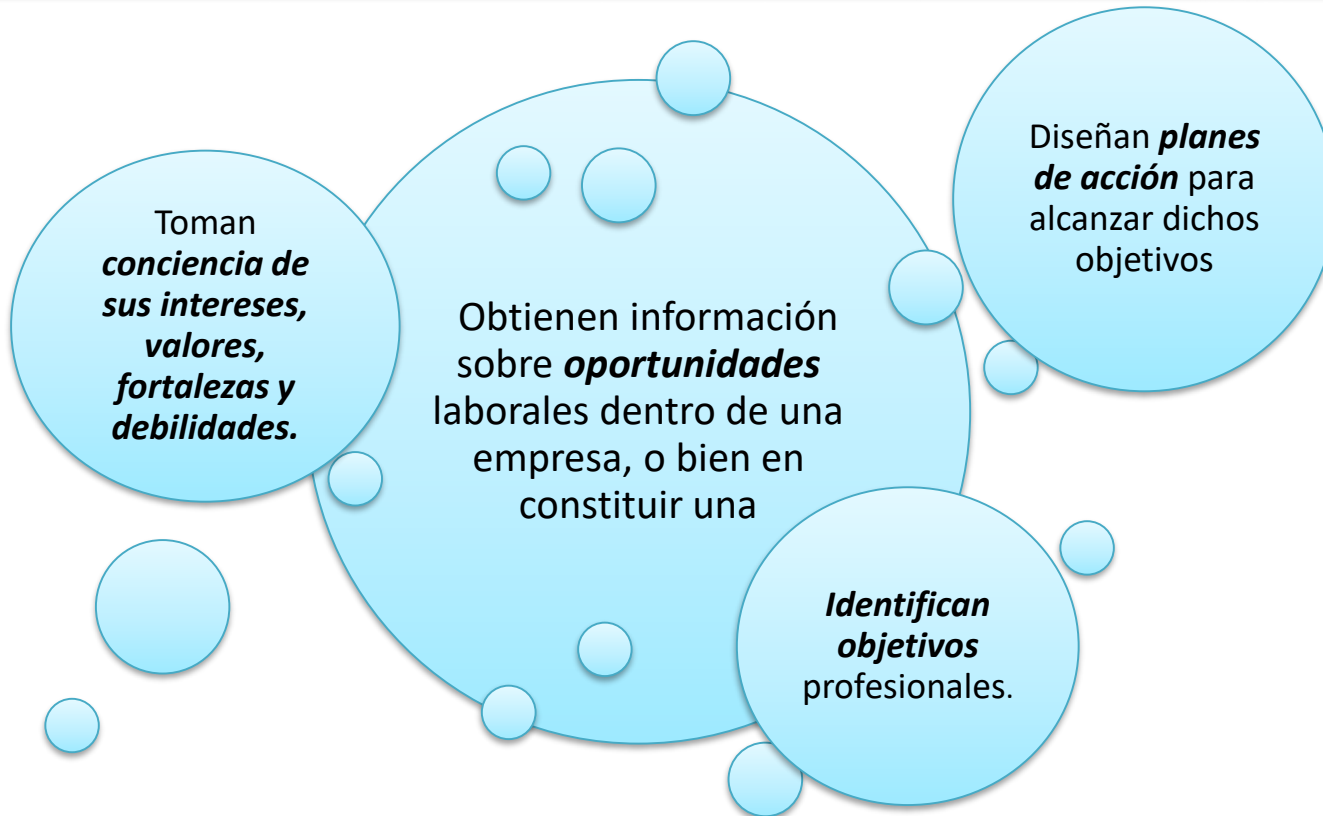 Toman
conciencia de
sus intereses,
valores,
fortalezas y
debilidades.
Obtienen información
sobre oportunidades
laborales dentro de una
empresa, o bien en
constituir una
Identifican
objetivos
profesionales.
Diseñan planes
de acción para
alcanzar dichos
objetivos